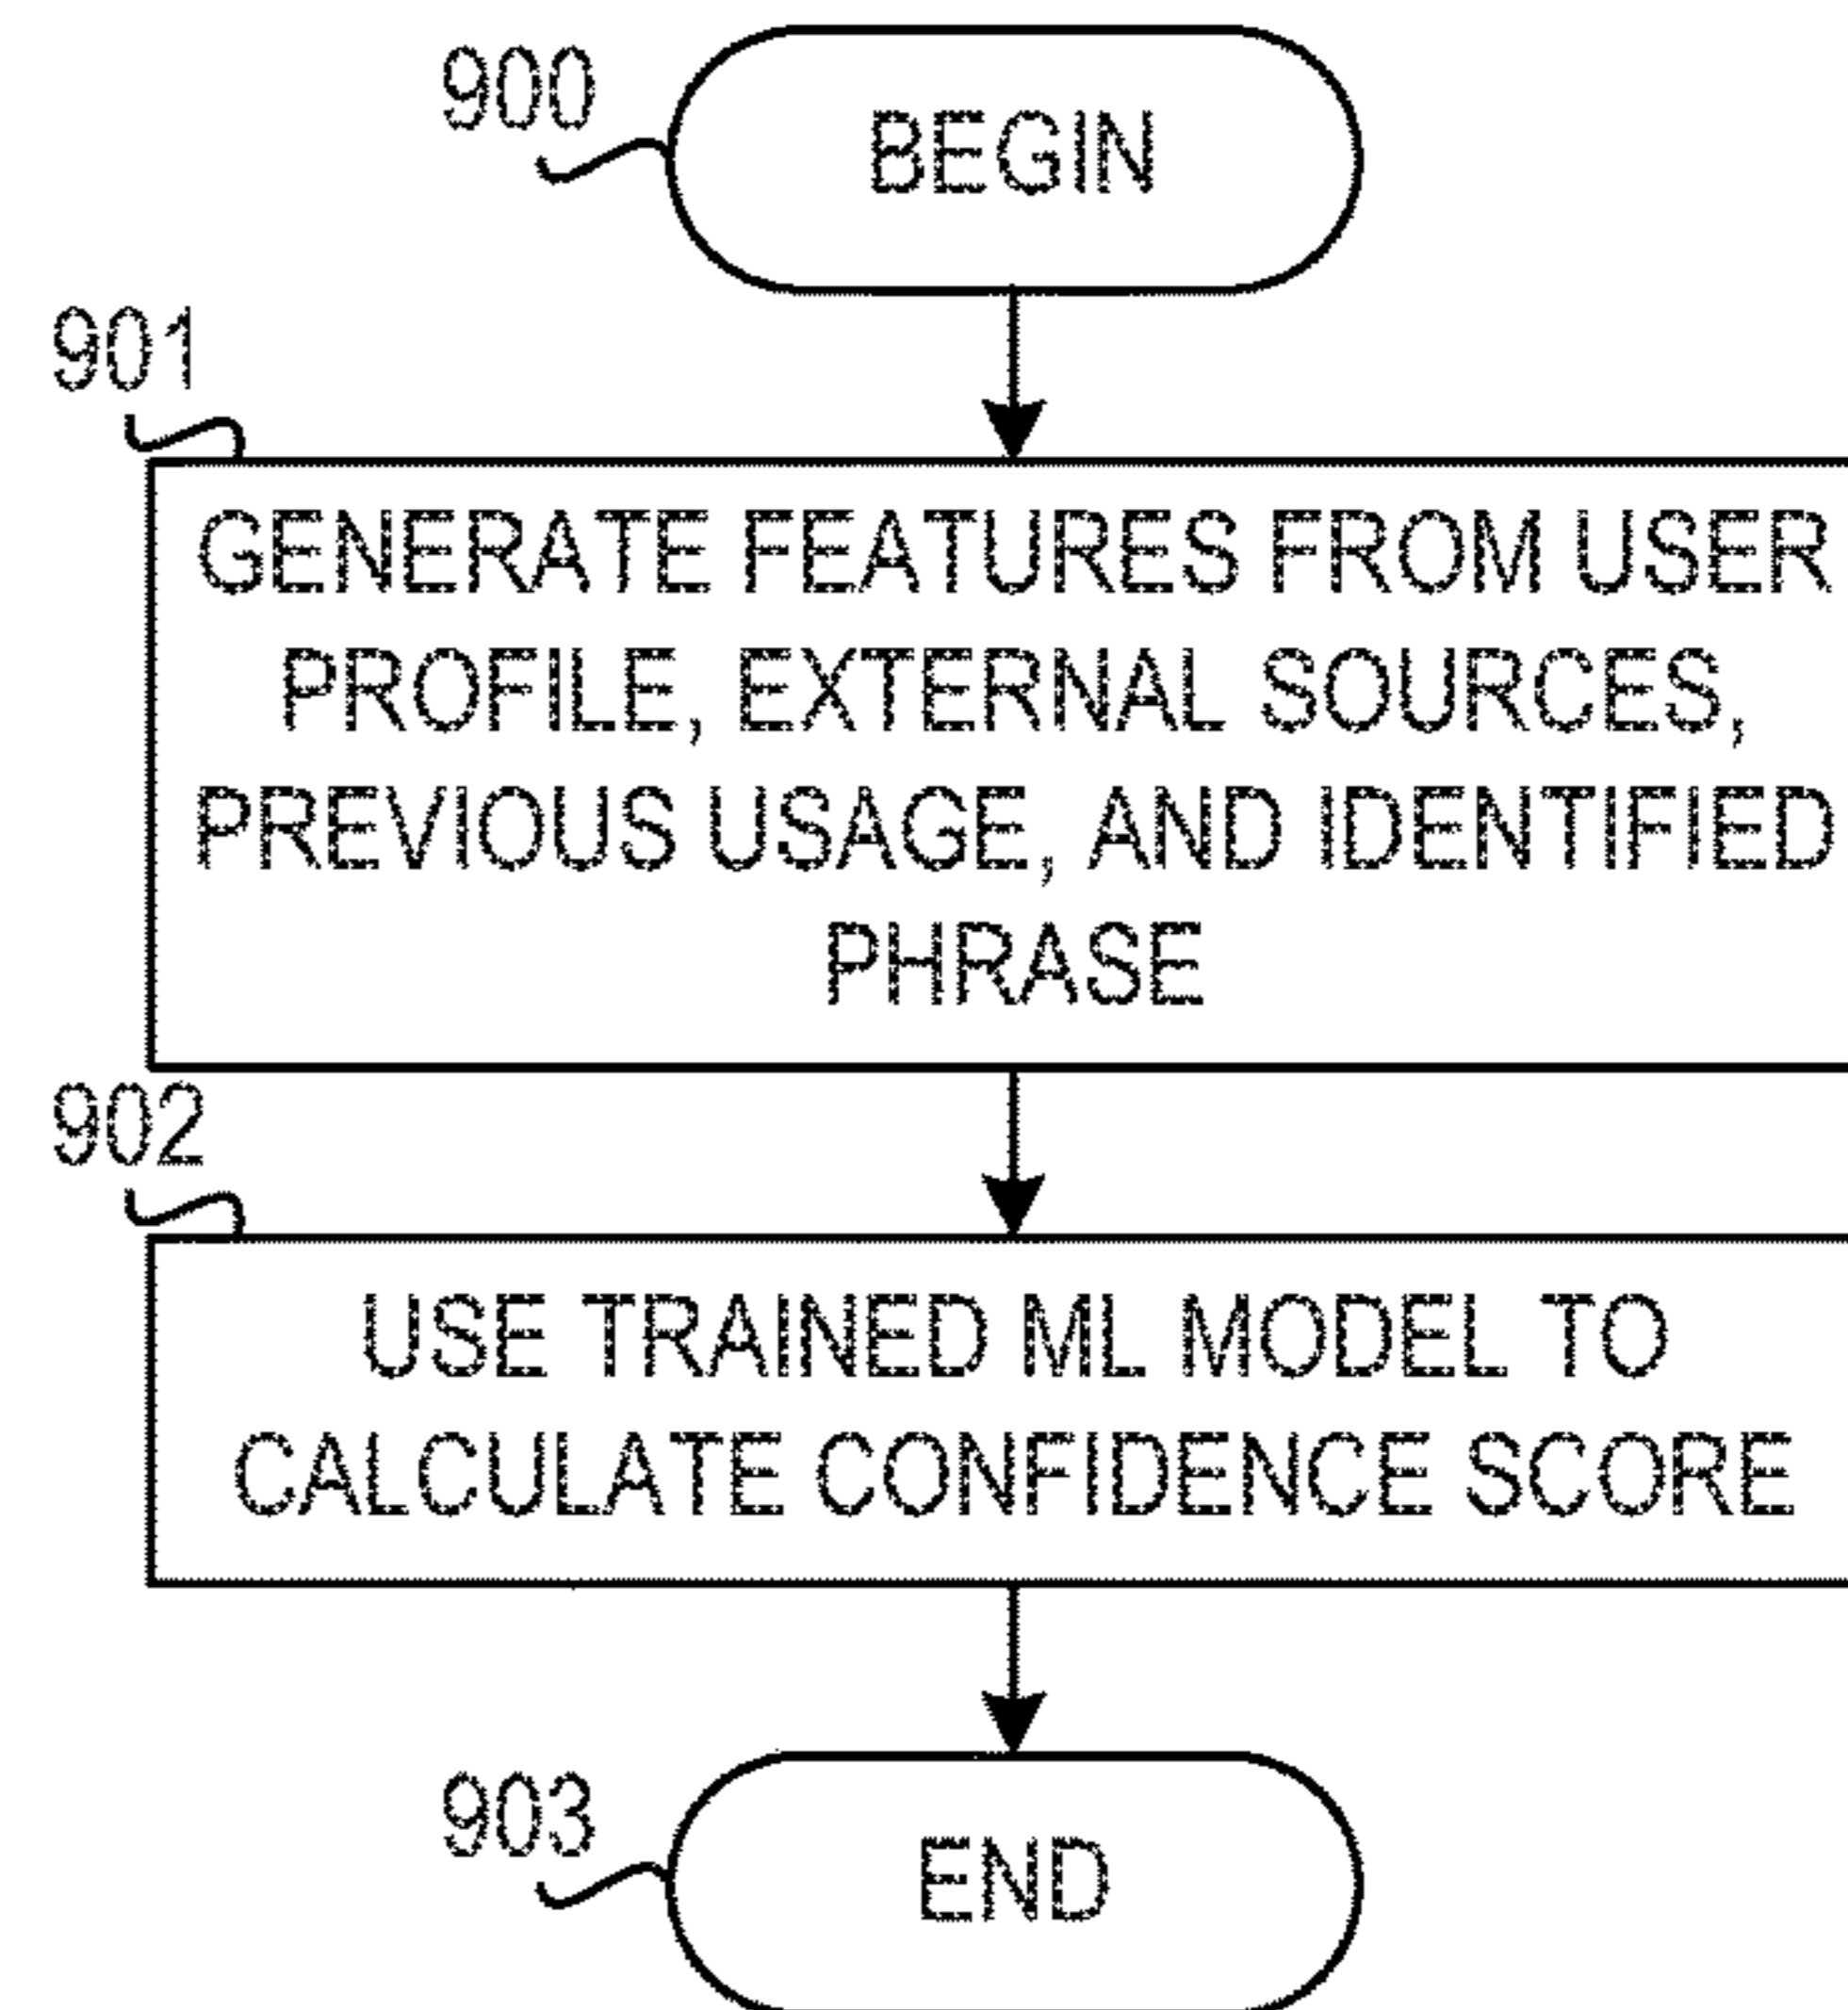 900
BEGIN
901
GENERATE FEATURES FROM USER
PROFILE, EXTERNAL SOURCES,
PREVIOUS USAGE, AND IDENTIFIED
PHRASE
902
USE TRAINED ML MODEL TO
CALCULATE CONFIDENCE SCORE
903
END